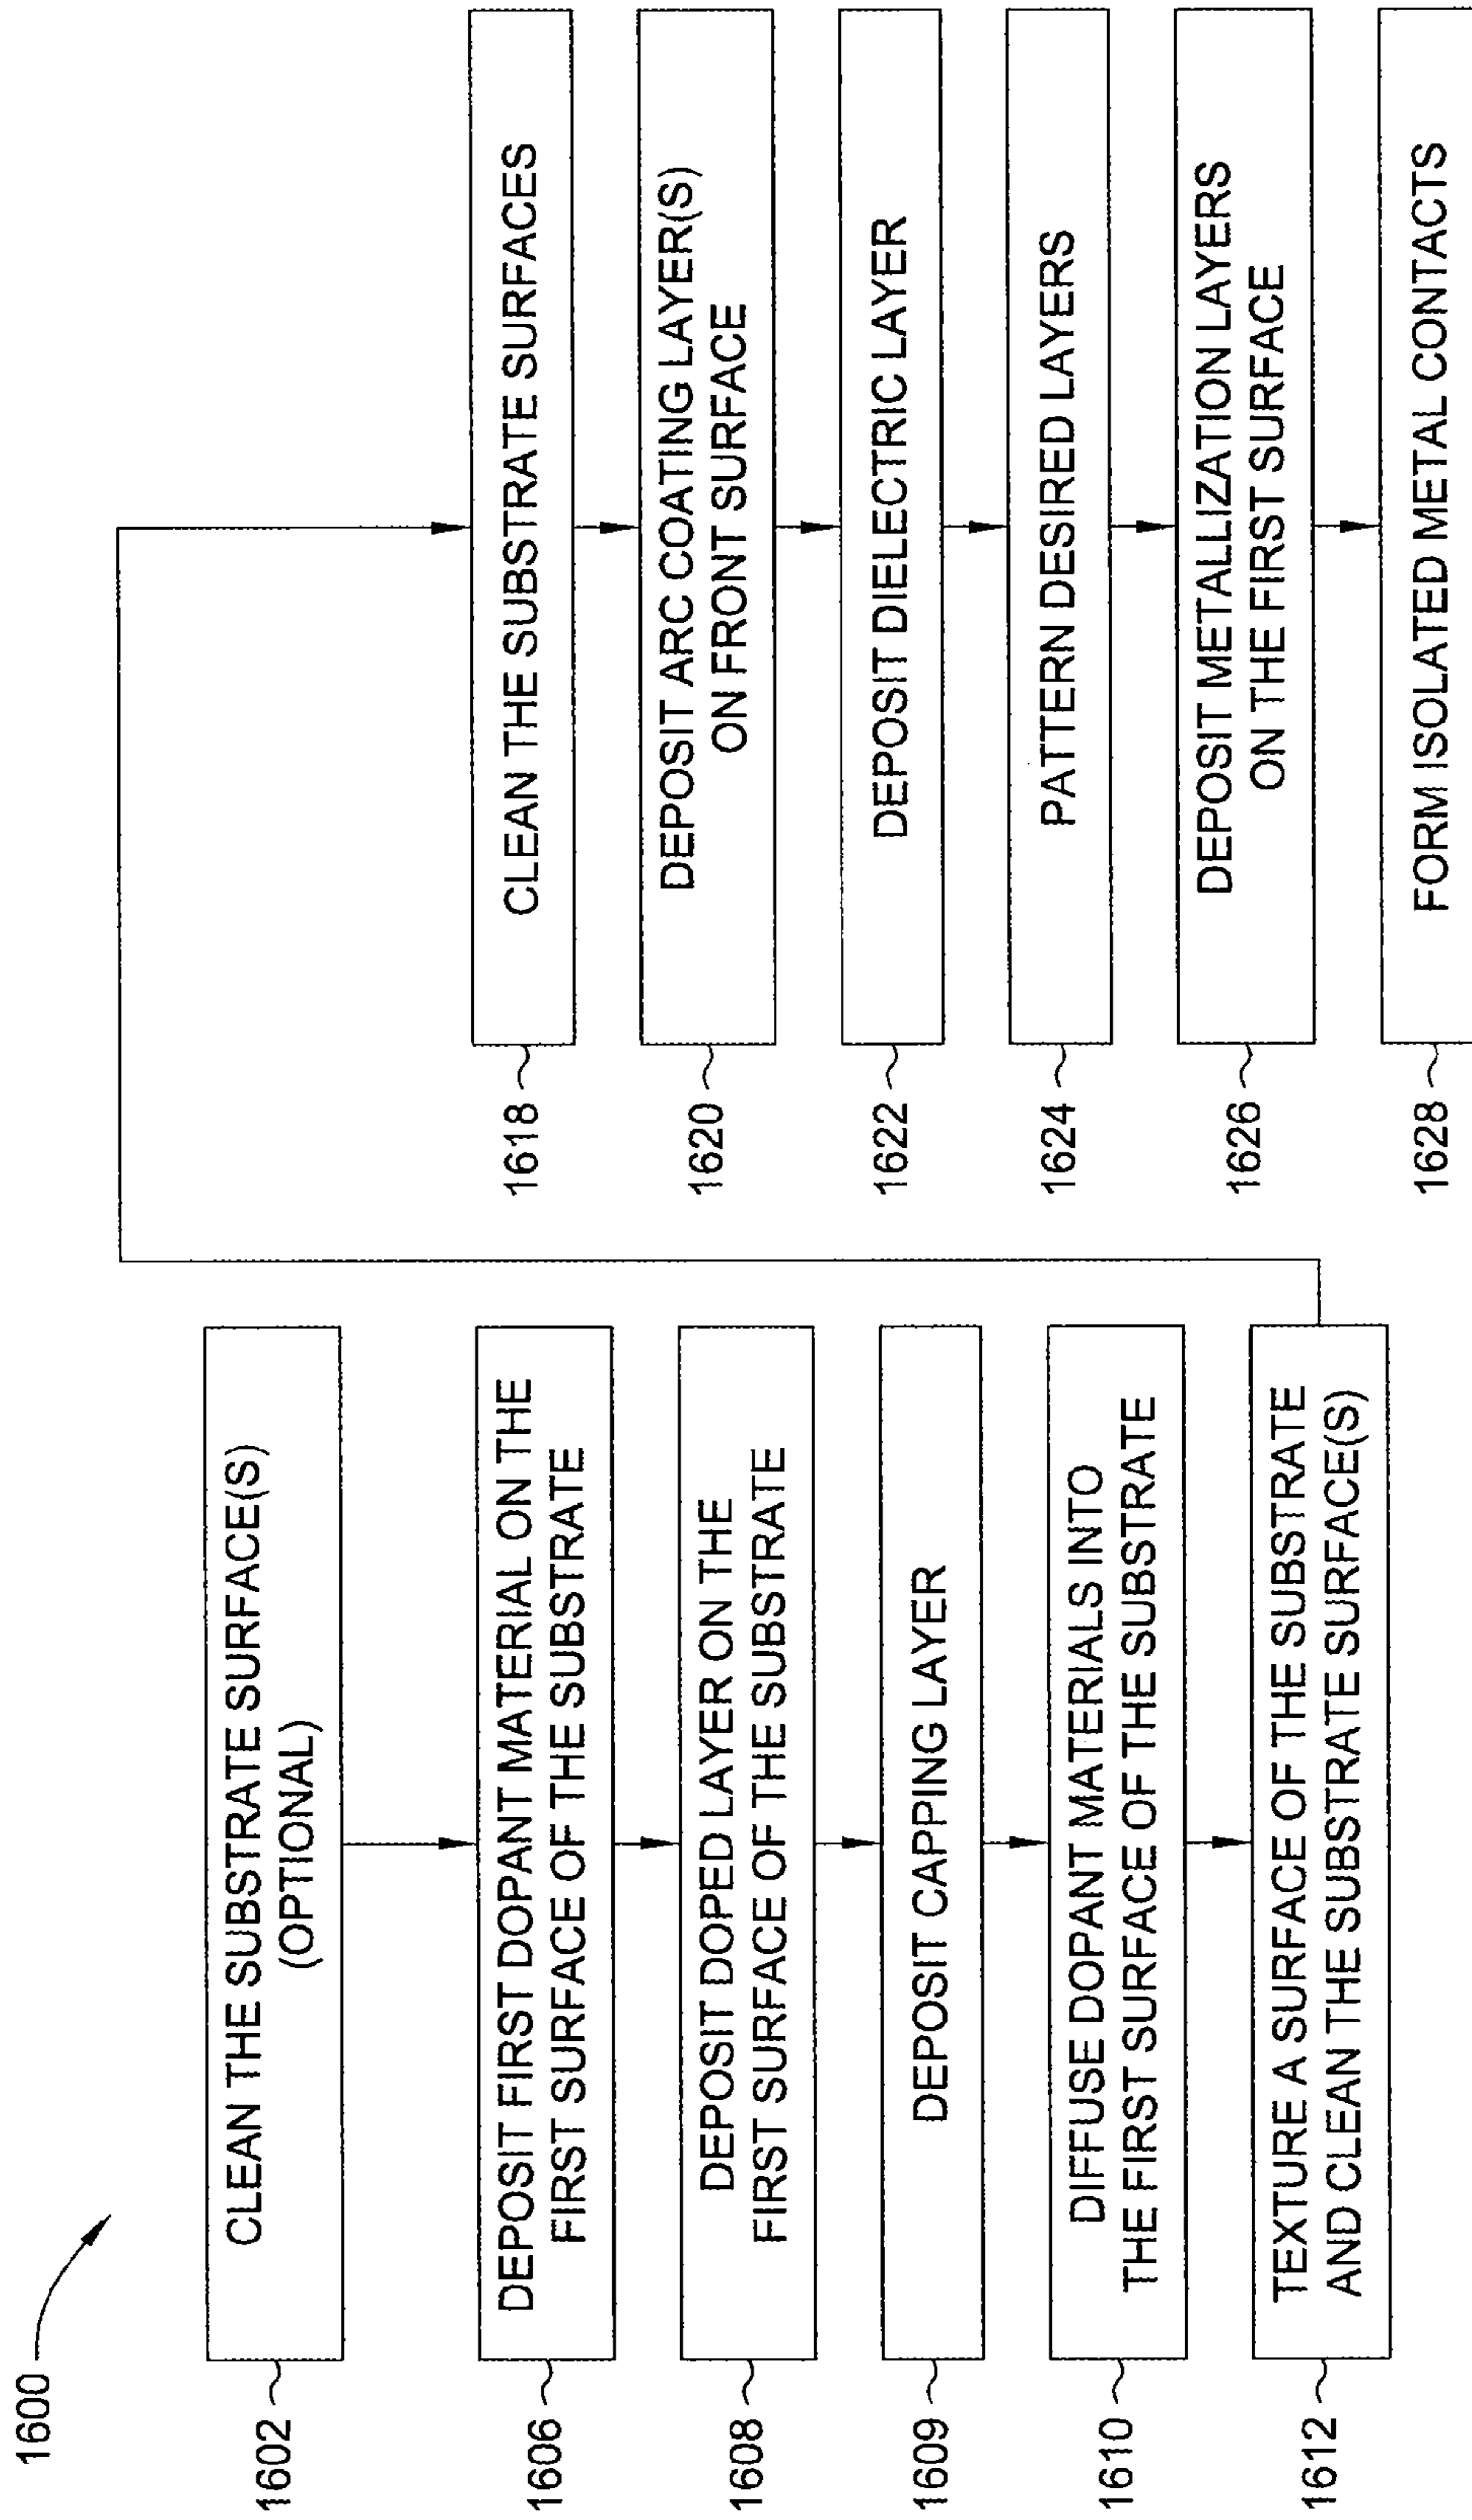 1600
1602
CLEAN THE SUBSTRATE SURFACE(S)
(OPTIONAL)
1606
DEPOSIT FIRST DOPANT MATERIAL ON THE
FIRST SURFACE OF THE SUBSTRATE
1608
DEPOSIT DOPED LAYER ON THE
FIRST SURFACE OF THE SUBSTRATE
1609
DEPOSIT CAPPING LAYER
1610
DIFFUSE DOPANT MATERIALS INTO
THE FIRST SURFACE OF THE SUBSTRATE
1612
TEXTURE A SURFACE OF THE SUBSTRATE
AND CLEAN THE SUBSTRATE SURFACE(S)
1618
CLEAN THE SUBSTRATE SURFACES
1620
DEPOSIT ARC COATING LAYER(S)
ON FRONT SURFACE
1622
DEPOSIT DIELECTRIC LAYER
1624
PATTERN DESIRED LAYERS
1626
DEPOSIT METALLIZATION LAYERS
ON THE FIRST SURFACE
1628
FORM ISOLATED METAL CONTACTS